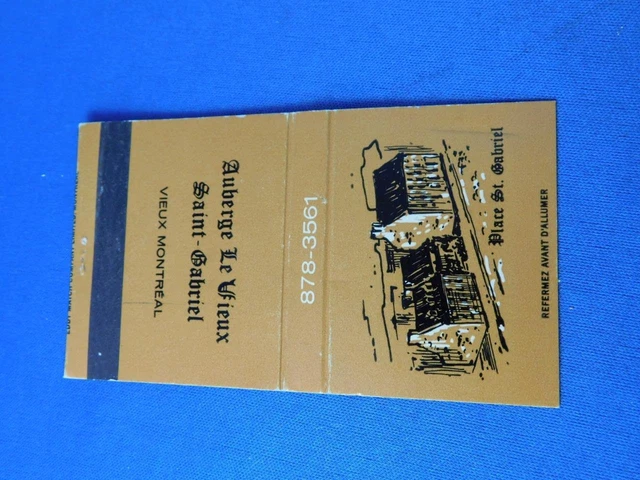 Auberge Le Vieux
Saint-Gabriel
VIEUX MONTRÉAL
878-3561
Place St. Gabriel
REFERMEZ AVANT D'ALLUMER